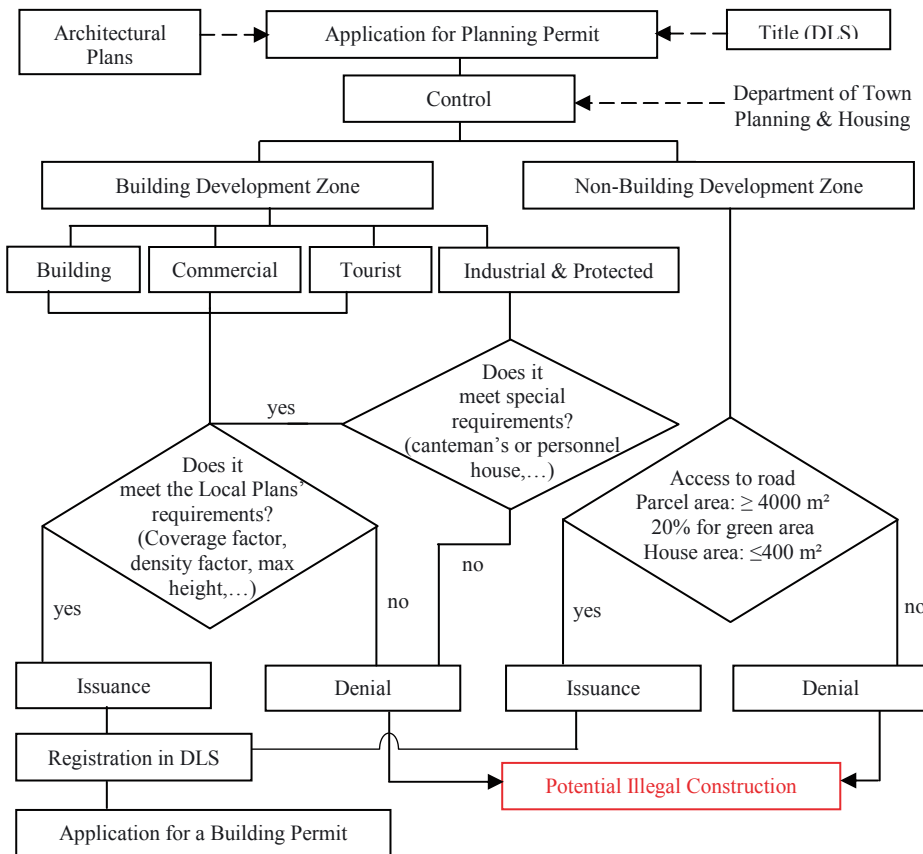 Architectural
Plans
Application for Planning Permit
Title (DLS)
Control
Department of Town
Planning & Housing
Building Development Zone
Non-Building Development Zone
Building
Commercial
Tourist
Industrial & Protected
Does it
meet special
requirements?
(canteman's or personnel
house,…)
yes
Does it
meet the Local Plans'
requirements?
(Coverage factor,
density factor, max
height,…)
Access to road
Parcel area: ≥ 4000 m²
20% for green area
House area: ≤400 m²
no
yes
no
yes
no
Issuance
Denial
Issuance
Denial
Registration in DLS
Potential Illegal Construction
Application for a Building Permit